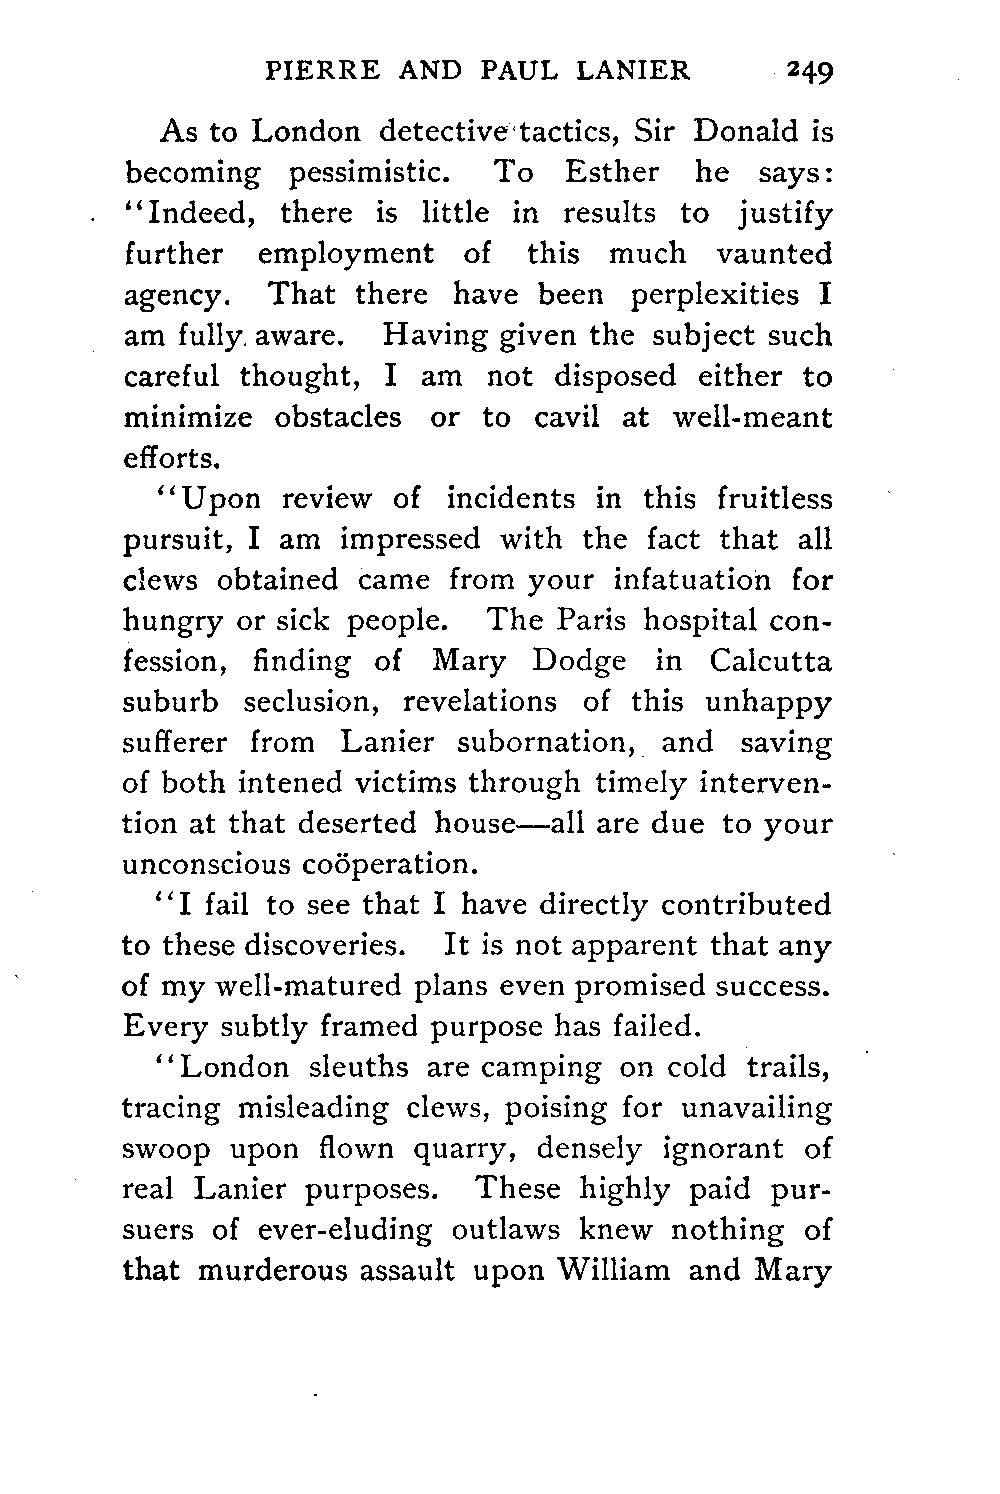 PIERRE AND PAUL LANIER 249
As to London detective tactics, Sir Donald is
becoming pessimistic. To Esther he says:
“Indeed, there is little in results to justify
further employment of this much vaunted
agency. That there have been perplexities I
am fully aware. Having given the subject such
careful thought, I am not disposed either to
minimize obstacles or to cavil at well-meant
efforts.
“Upon review of incidents in this fruitless
pursuit, I am impressed with the fact that all
clews obtained came from your infatuation for
hungry or sick people. The Paris hospital con-
fession, finding of Mary Dodge in Calcutta
suburb seclusion, revelations of this unhappy
sufferer from Lanier subornation, and saving
of both intened victims through timely interven-
tion at that deserted house—all are due to your
unconscious coöperation.
“I fail to see that I have directly contributed
to these discoveries. It is not apparent that any
of my well-matured plans even promised success.
Every subtly framed purpose has failed.
“London sleuths are camping on cold trails,
tracing misleading clews, poising for unavailing
swoop upon flown quarry, densely ignorant of
real Lanier purposes. These highly paid pur-
suers of ever-eluding outlaws knew nothing of
that murderous assault upon William and Mary